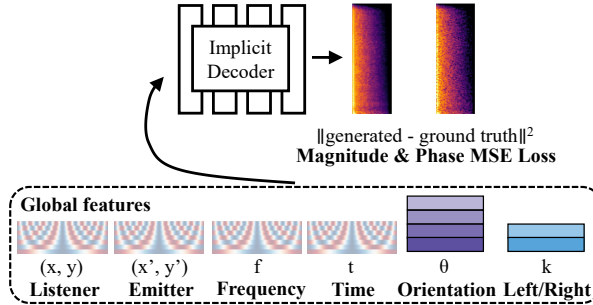 Implicit
Decoder
‖generated - ground truth‖²
Magnitude & Phase MSE Loss
Global features
(x, y) (x', y') f t θ k
Listener Emitter Frequency Time Orientation Left/Right